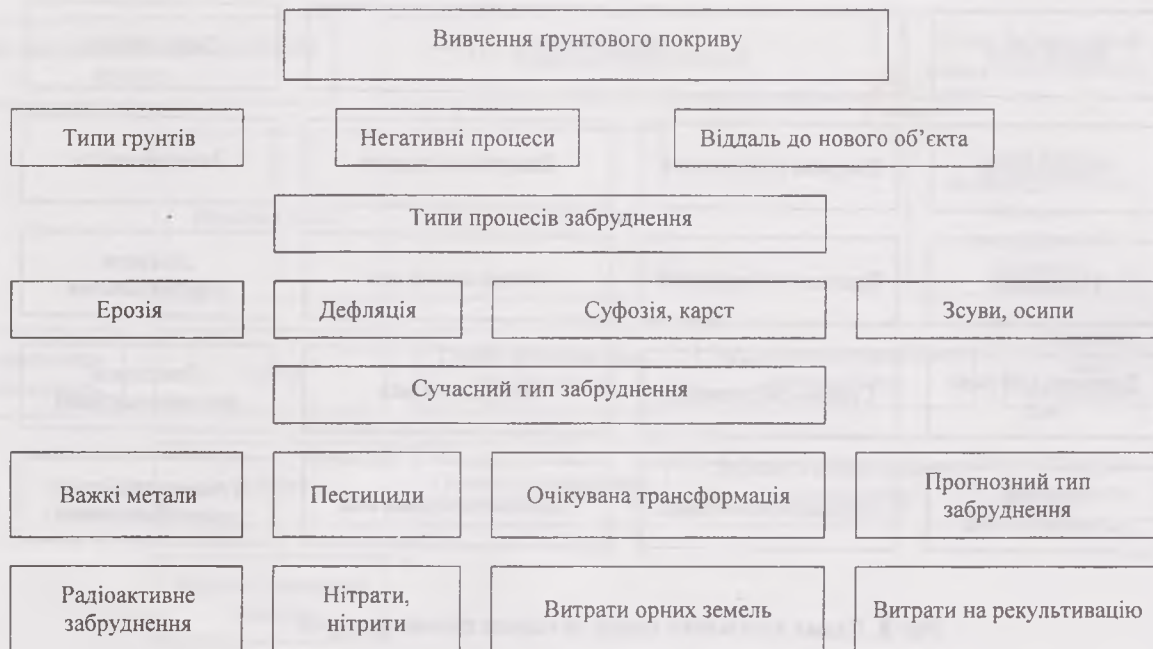 Вивчення ґрунтового покриву
Типи грунтів
Негативні процеси
Віддаль до нового об’єкта
Типи процесів забруднення
Ерозія
Дефляція
Суфозія, карст
Зсуви, осипи
Сучасний тип забруднення
Важкі метали
Пестициди
Очікувана трансформація
Прогнозний тип
забруднення
Радіоактивне
забруднення
Нітрати,
нітрити
Витрати орних земель
Витрати на рекультивацію